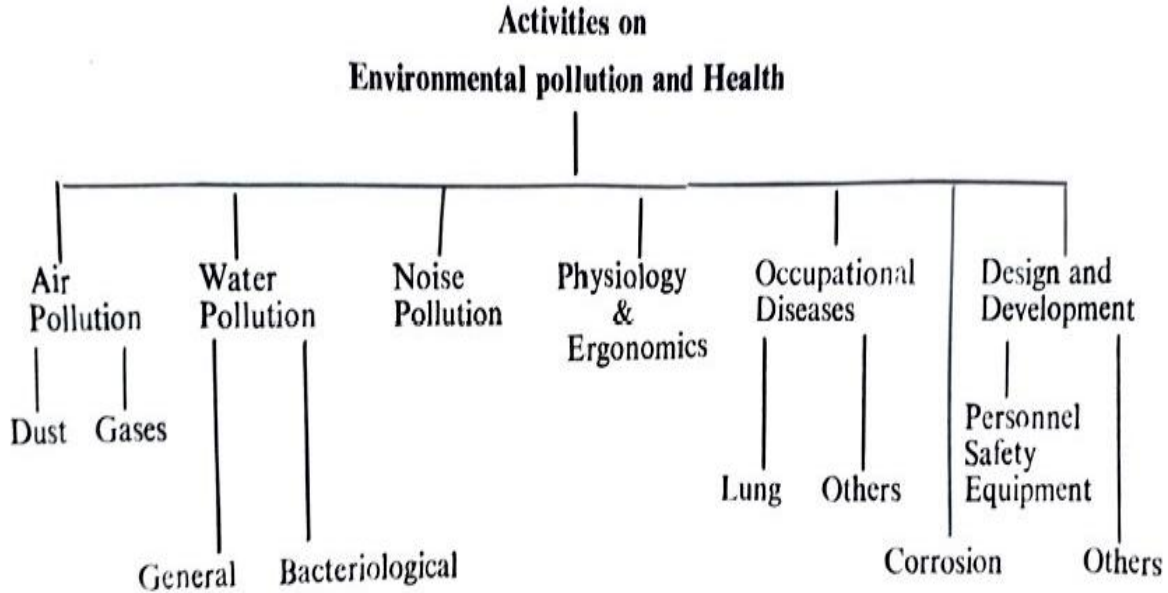 Activities on
Environmental pollution and Health
Air
Pollution
Water
Pollution
Noise
Pollution
Physiology
&
Ergonomics
Occupational
Diseases
Design and
Development
Dust
Gases
General
Bacteriological
Lung
Others
Corrosion
Personnel
Safety
Equipment
Others